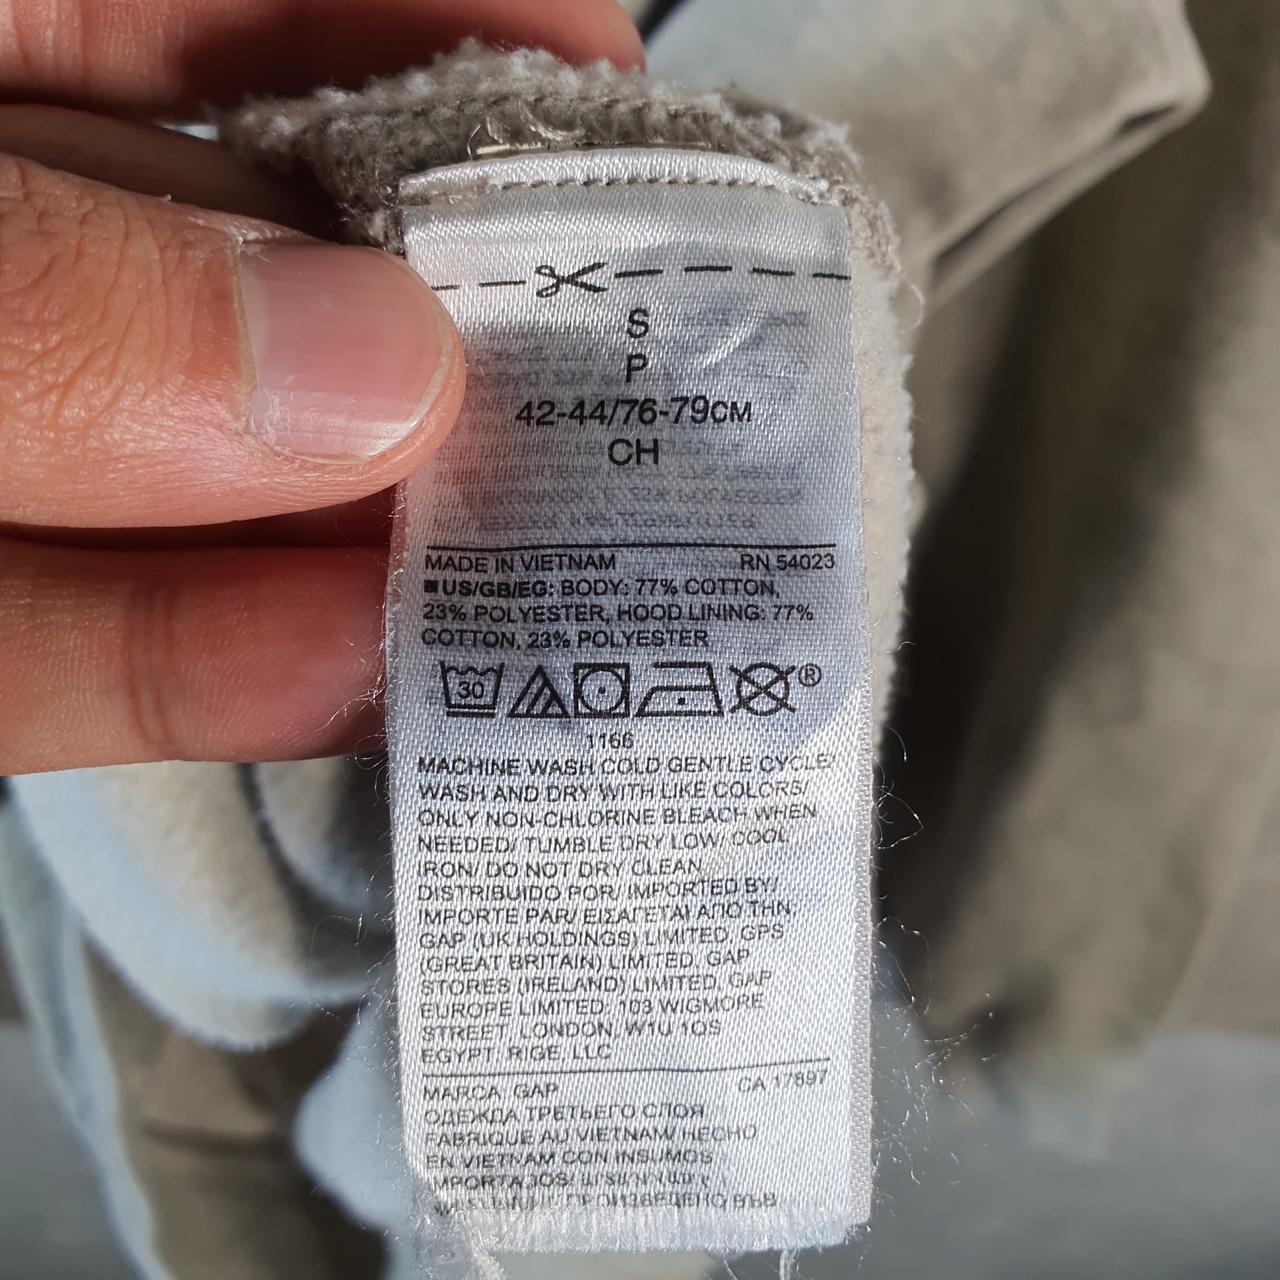 S
P
42-44/76-79CM
CH
MADE IN VIETNAM RN 54023
US/GB/EG: BODY: 77% COTTON,
23% POLYESTER, HOOD LINING: 77%
COTTON, 23% POLYESTER
30
®
1166
MACHINE WASH COLD GENTLE CYCLE/
WASH AND DRY WITH LIKE COLORS/
ONLY NON-CHLORINE BLEACH WHEN
NEEDED/ TUMBLE DRY LOW/ COOL
IRON/ DO NOT DRY CLEAN
DISTRIBUIDO POR/ IMPORTED BY/
IMPORTE PAR/ ΕΙΣΑΓΕΤΑΙ ΑΠΟ ΤΗΝ:
GAP (UK HOLDINGS) LIMITED, GPS
(GREAT BRITAIN) LIMITED, GAP
STORES (IRELAND) LIMITED, GAP
EUROPE LIMITED, 103 WIGMORE
STREET, LONDON, W1U 1QS
EGYPT: RIGE LLC
MARCA: GAP CA 17897
ОДЕЖДА ТРЕТЬЕГО СЛОЯ
FABRIQUE AU VIETNAM/ HECHO
EN VIETNAM CON INSUMOS
IMPORTADOS/
ПРОИЗВЕДЕНО ВЪВ